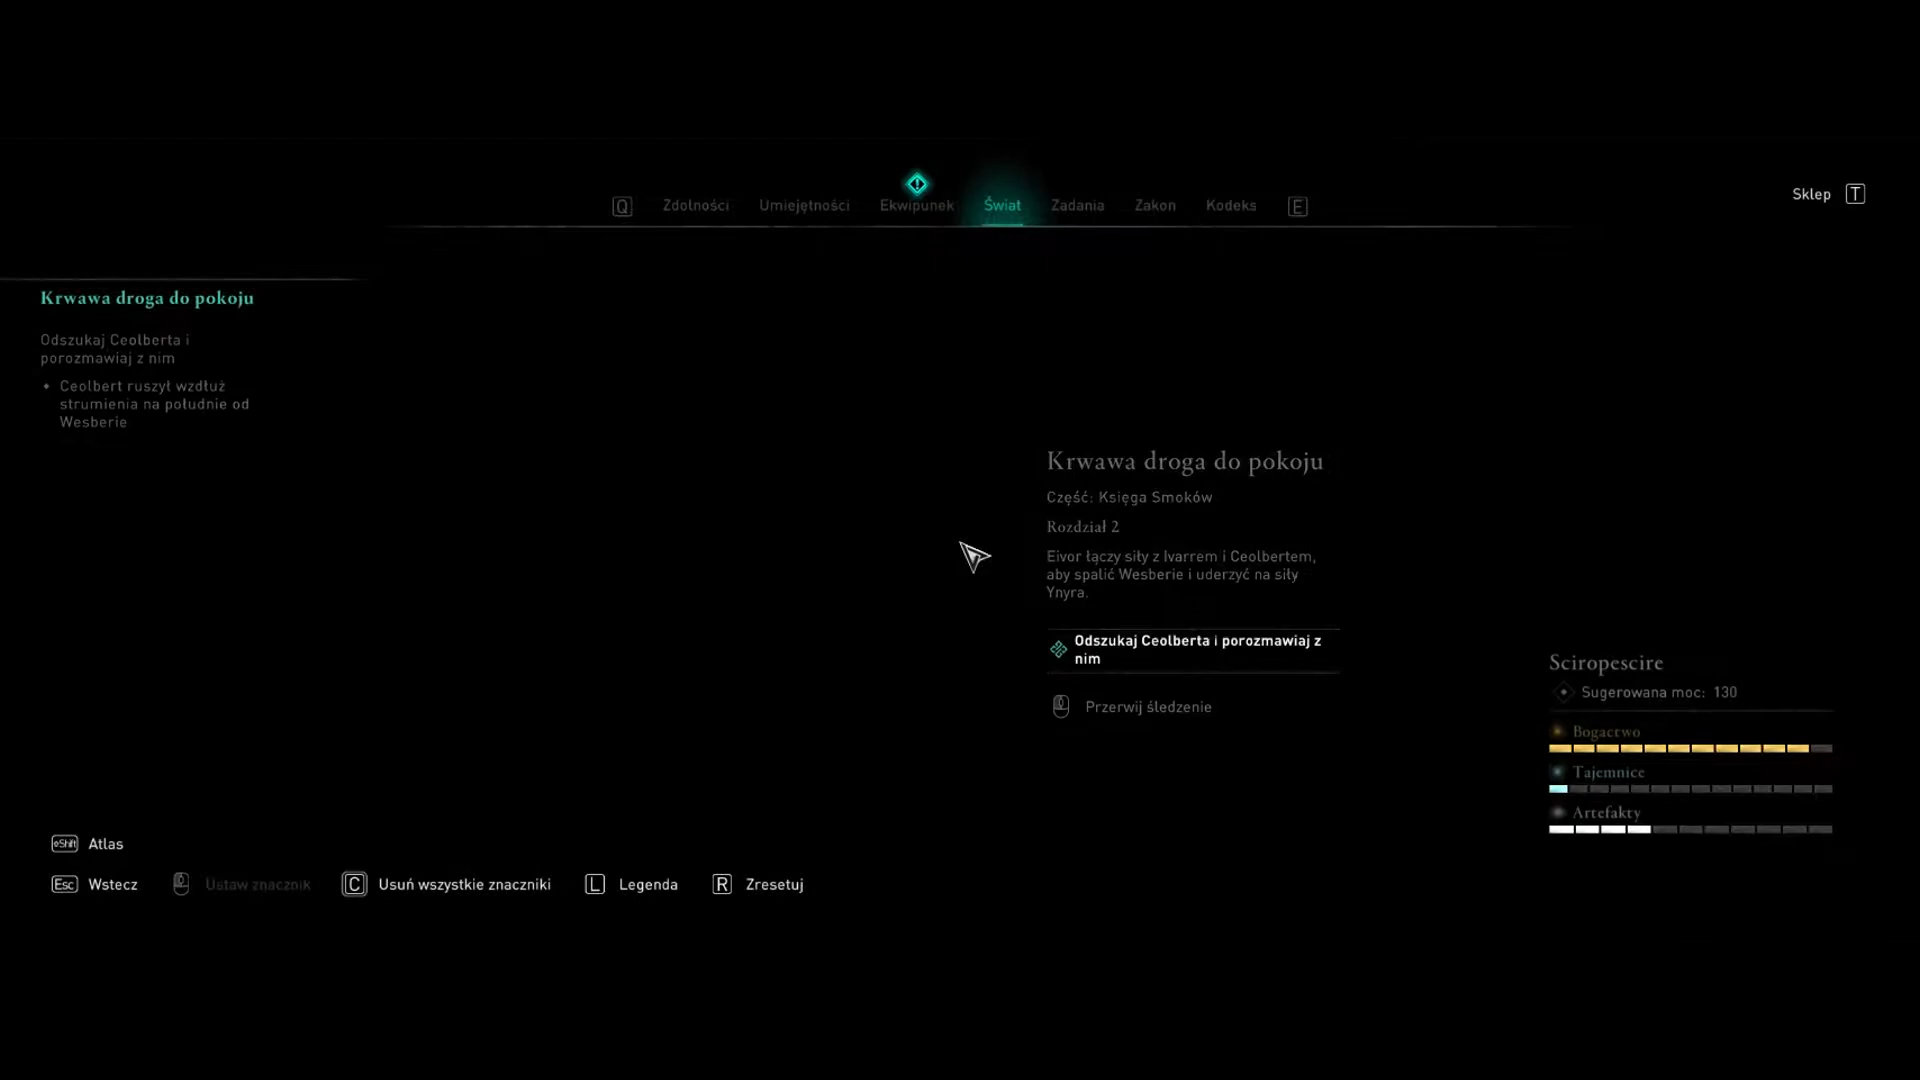 Q Zdolności Umiejętności Ekwipunek Świat Zadania Zakon Kodeks E
Sklep T
Krwawa droga do pokoju
Odszukaj Ceolberta i
porozmawiaj z nim
Ceolbert ruszył wzdłuż
strumienia na południe od
Wesberie
Krwawa droga do pokoju
Część: Księga Smoków
Rozdział 2
Eivor łączy siły z Ivarrem i Ceolbertem,
aby spalić Wesberie i uderzyć na siły
Ynyra.
Odszukaj Ceolberta i porozmawiaj z
nim
Przerwij śledzenie
Sciropescire
Sugerowana moc: 130
Bogactwo
Tajemnice
Artefakty
Shift Atlas
Esc Wstecz Ustaw znacznik C Usuń wszystkie znaczniki L Legenda R Zresetuj